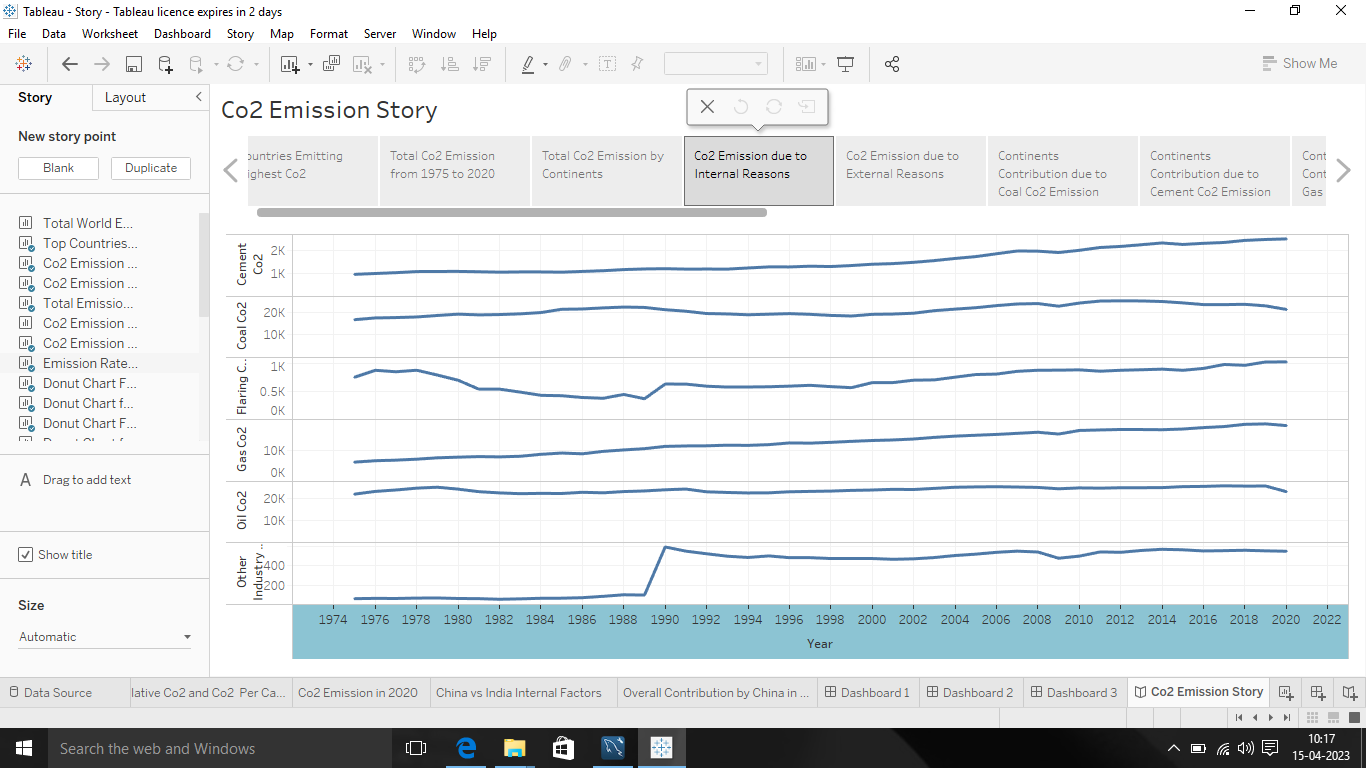 Tableau - Story - Tableau licence expires in 2 days
File Data Worksheet Dashboard Story Map Format Server Window Help
Show Me
Story Layout
New story point
Blank Duplicate
Total World E...
Top Countries...
Co2 Emission ...
Co2 Emission ...
Total Emissio...
Co2 Emission ...
Co2 Emission ...
Emission Rate...
Donut Chart F...
Donut Chart f...
Donut Chart F...
A Drag to add text
Show title
Size
Automatic
Co2 Emission Story
ountries Emitting
ighest Co2
Total Co2 Emission
from 1975 to 2020
Total Co2 Emission by
Continents
Co2 Emission due to
Internal Reasons
Co2 Emission due to
External Reasons
Continents
Contribution due to
Coal Co2 Emission
Continents
Contribution due to
Cement Co2 Emission
Cont
Cont
Gas
Cement
Co2
2K
1K
Coal Co2
20K
10K
Flaring C..
1K
0.5K
0K
Gas Co2
10K
0K
Oil Co2
20K
10K
Other
Industry ..
400
200
1974 1976 1978 1980 1982 1984 1986 1988 1990 1992 1994 1996 1998 2000 2002 2004 2006 2008 2010 2012 2014 2016 2018 2020 2022
Year
Data Source lative Co2 and Co2 Per Ca... Co2 Emission in 2020 China vs India Internal Factors Overall Contribution by China in ... Dashboard 1 Dashboard 2 Dashboard 3 Co2 Emission Story
Search the web and Windows
10:17
15-04-2023